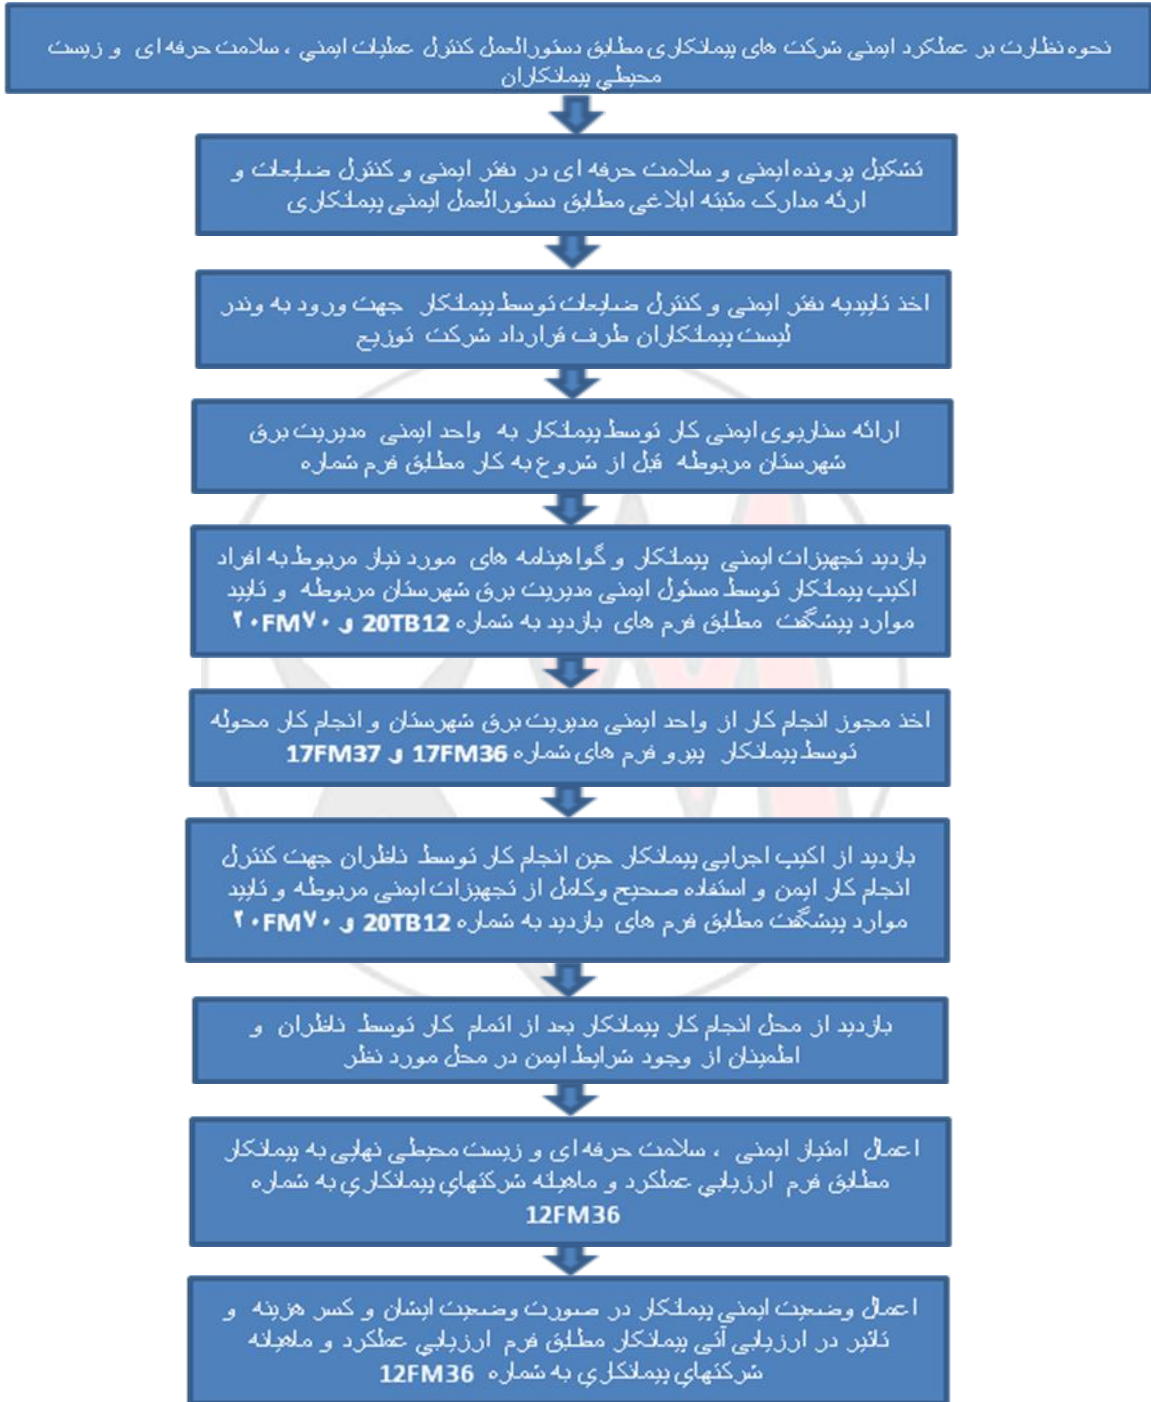 نحوه نظارت بر عملکرد ایمنی شرکت های پیمانکاری مطابق دستورالعمل کنترل عملیات ایمني ، سلامت حرفه ای و زیست
محیطي پیمانکاران
تشکیل پرونده ایمنی و سلامت حرفه ای در دفتر ایمنی و کنترل ضایعات و
ارئه مدارک مثبته ابلاغی مطابق دستورالعمل ایمنی پیمانکاری
اخذ تاییدیه دفتر ایمنی و کنترل ضایعات توسط پیمانکار جهت ورود به وندر
لیست پیمانکاران طرف قرارداد شرکت توزیع
ارائه سناریوی ایمنی کار توسط پیمانکار به واحد ایمنی مدیریت برق
شهرستان مربوطه قبل از شروع به کار مطابق فرم شماره
بازدید تجهیزات ایمنی پیمانکار و گواهینامه های مورد نیاز مربوط به افراد
اکیپ پیمانکار توسط مسئول ایمنی مدیریت برق شهرستان مربوطه و تایید
موارد پیشگفت مطابق فرم های بازدید به شماره 20TB12 و ۲۰FM۷۰
اخذ مجوز انجام کار از واحد ایمنی مدیریت برق شهرستان و انجام کار محوله
توسط پیمانکار پیرو فرم های شماره 17FM36 و 17FM37
بازدید از اکیپ اجرایی پیمانکار حین انجام کار توسط ناظران جهت کنترل
انجام کار ایمن و استفاده صحیح وکامل از تجهیزات ایمنی مربوطه و تایید
موارد پیشگفت مطابق فرم های بازدید به شماره 20TB12 و ۲۰FM۷۰
بازدید از محل انجام کار پیمانکار بعد از اتمام کار توسط ناظران و
اطمینان از وجود شرایط ایمن در محل مورد نظر
اعمال امتیاز ایمنی ، سلامت حرفه ای و زیست محیطی نهایی به پیمانکار
مطابق فرم ارزیابي عملکرد و ماهیانه شرکتهاي پیمانکاري به شماره
12FM36
اعمال وضعیت ایمنی پیمانکار در صورت وضعیت ایشان و کسر هزینه و
تاثیر در ارزیابی آتی پیمانکار مطابق فرم ارزیابي عملکرد و ماهیانه
شرکتهاي پیمانکاري به شماره 12FM36